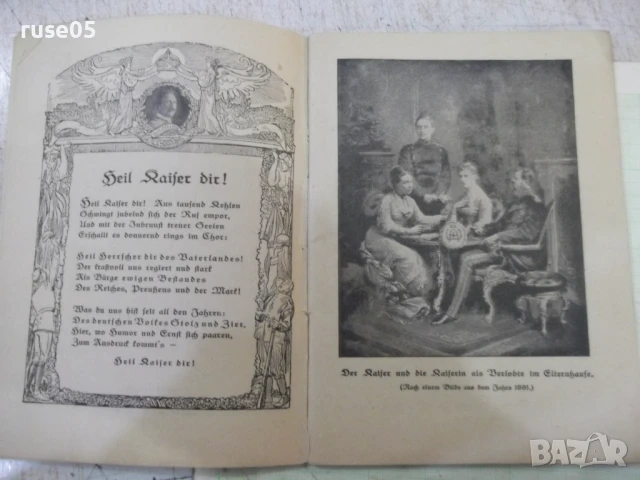 ruse05
Heil Kaiser dir!
Heil Kaiser dir! Aus tausend Kehlen
Schwingt jubelnd sich der Ruf empor,
Und mit der Inbrunst treuer Seelen
Erschallt es donnernd rings im Chor:
Heil Herrscher dir des Vaterlandes!
Der kraftvoll uns regiert und stark
Als Bürge ewigen Bestandes
Des Reiches, Preußens und der Mark!
Was du uns bist seit all den Jahren:
Des deutschen Volkes Stolz und Zier,
Hier, wo Humor und Ernst sich paaren,
Zum Ausdruck kommt's –
Heil Kaiser dir!
Der Kaiser und die Kaiserin als Verlobte im Elternhause.
(Nach einem Bilde aus dem Jahre 1881.)
BAZAR